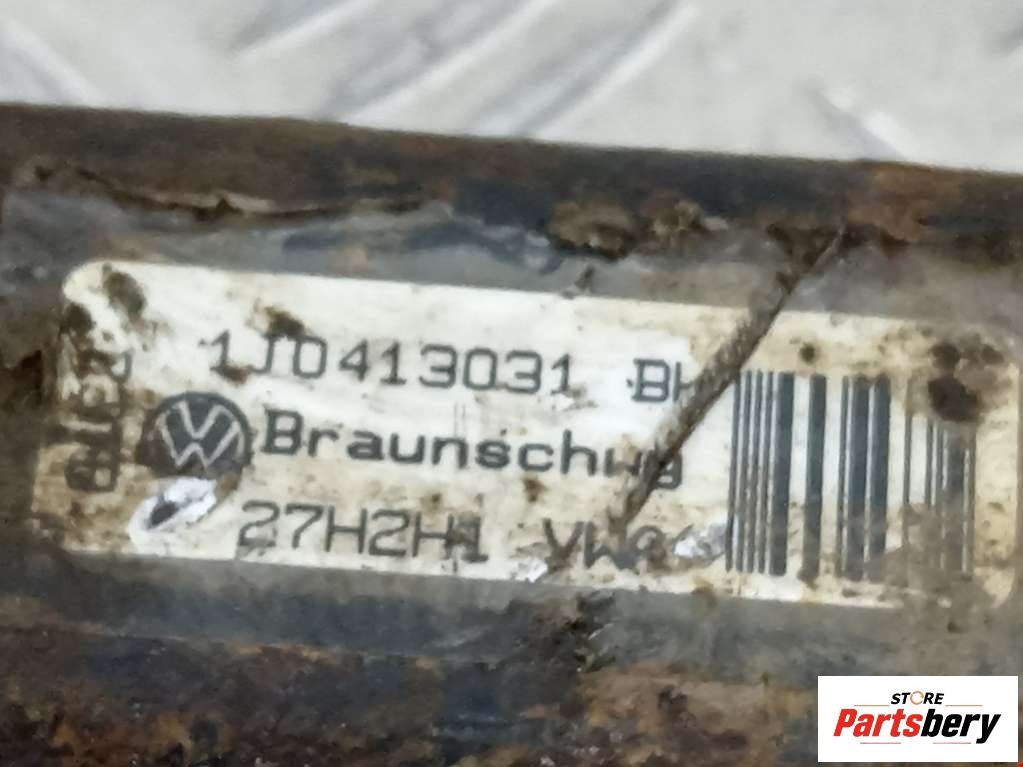 1J0413031 BH
Braunschwg
27H2H1
STORE
Partsbery